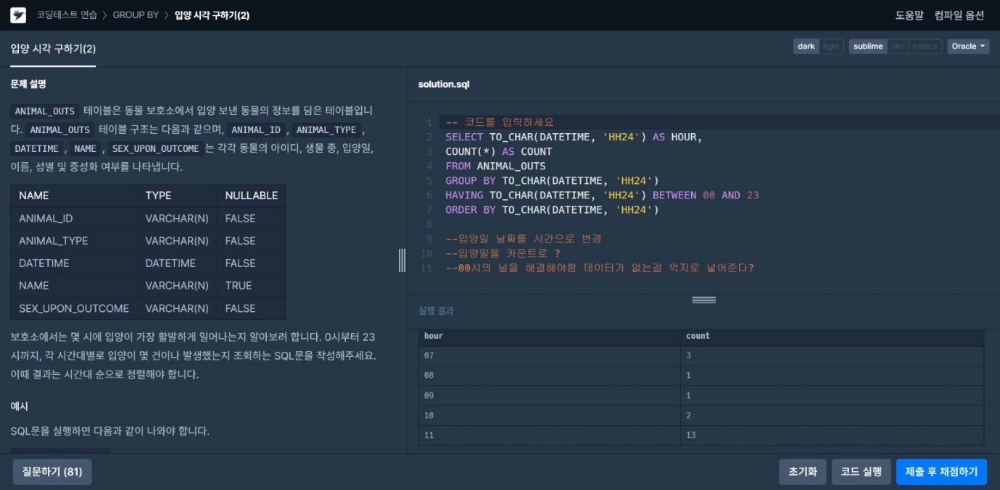 코딩테스트 연습 > GROUP BY > 입양 시각 구하기(2)
도움말 컴파일 옵션
입양 시각 구하기(2)
dark light sublime vim emacs Oracle
문제 설명
ANIMAL_OUTS 테이블은 동물 보호소에서 입양 보낸 동물의 정보를 담은 테이블입니
다. ANIMAL_OUTS 테이블 구조는 다음과 같으며, ANIMAL_ID , ANIMAL_TYPE ,
DATETIME , NAME , SEX_UPON_OUTCOME 는 각각 동물의 아이디, 생물 종, 입양일,
이름, 성별 및 중성화 여부를 나타냅니다.
NAME TYPE NULLABLE
ANIMAL_ID VARCHAR(N) FALSE
ANIMAL_TYPE VARCHAR(N) FALSE
DATETIME DATETIME FALSE
NAME VARCHAR(N) TRUE
SEX_UPON_OUTCOME VARCHAR(N) FALSE
보호소에서는 몇 시에 입양이 가장 활발하게 일어나는지 알아보려 합니다. 0시부터 23
시까지, 각 시간대별로 입양이 몇 건이나 발생했는지 조회하는 SQL문을 작성해주세요.
이때 결과는 시간대 순으로 정렬해야 합니다.
예시
SQL문을 실행하면 다음과 같이 나와야 합니다.
solution.sql
1 -- 코드를 입력하세요
2 SELECT TO_CHAR(DATETIME, 'HH24') AS HOUR,
3 COUNT(*) AS COUNT
4 FROM ANIMAL_OUTS
5 GROUP BY TO_CHAR(DATETIME, 'HH24')
6 HAVING TO_CHAR(DATETIME, 'HH24') BETWEEN 00 AND 23
7 ORDER BY TO_CHAR(DATETIME, 'HH24')
8
9 --입양일 날짜를 시간으로 변경
10 --입양일을 카운트로 ?
11 --00시의 널을 해결해야함 데이터가 없는걸 억지로 넣어준다?
실행 결과
hour count
07 3
08 1
09 1
10 2
11 13
질문하기 (81)
초기화 코드 실행 제출 후 채점하기